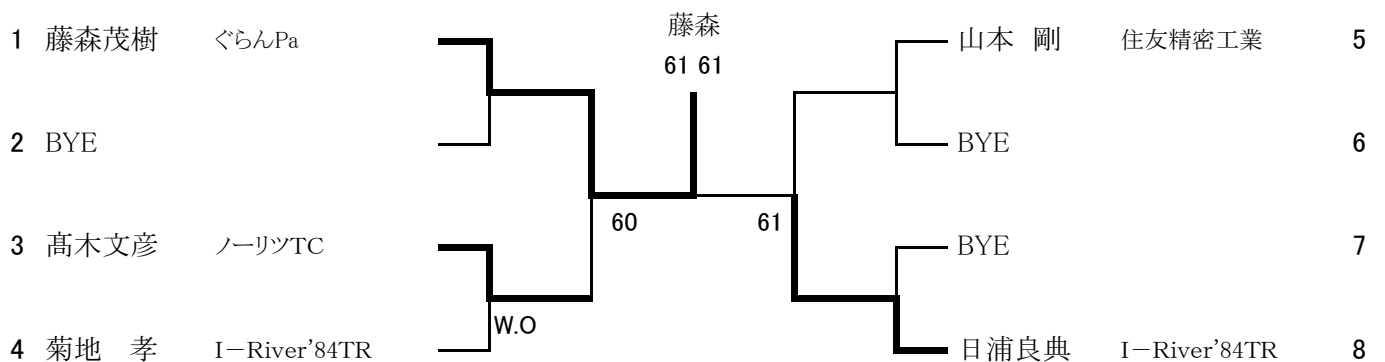 藤森
61 61
1 藤森茂樹 ぐらんPa
2 BYE
3 髙木文彦 ノーリツTC
4 菊地 孝 I－River'84TR
W.O
60
61
山本 剛 住友精密工業 5
BYE 6
BYE 7
日浦良典 I－River'84TR 8